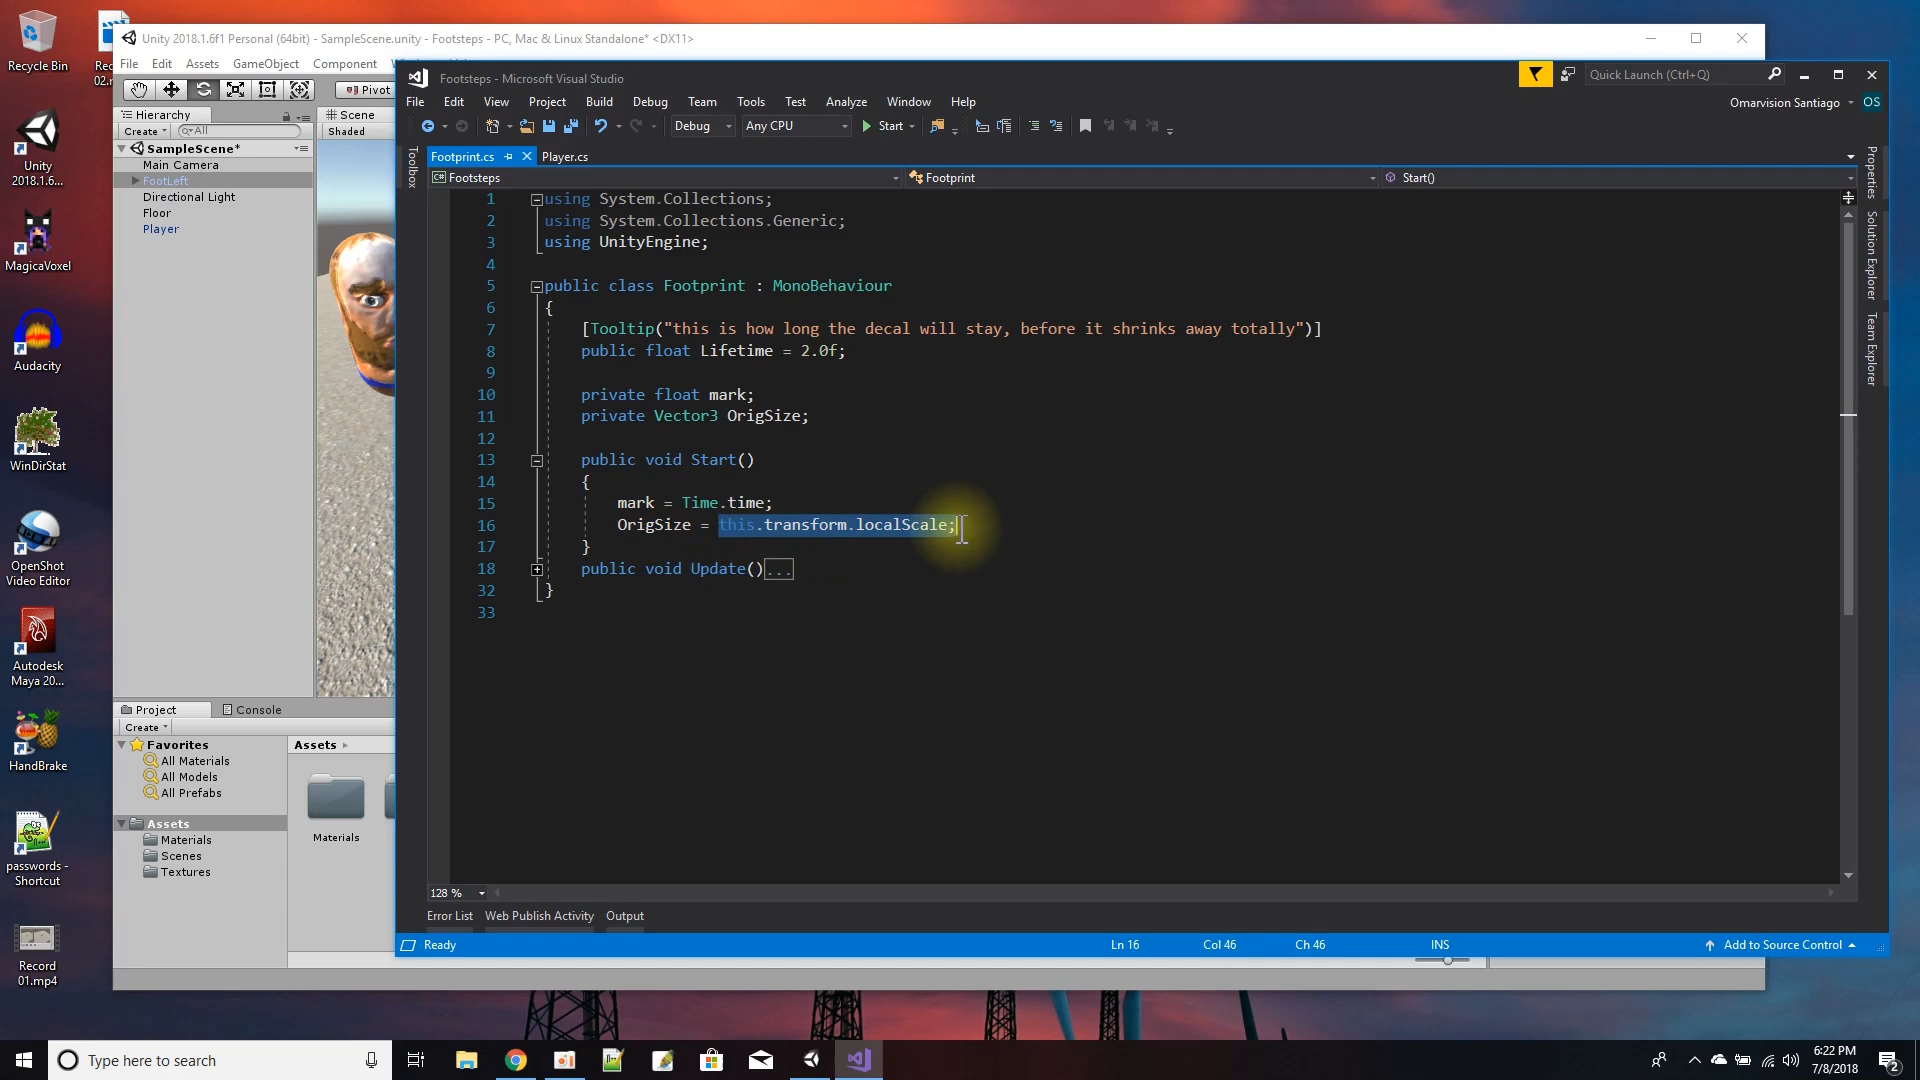 Recycle Bin
Unity
2018.1.6...
MagicaVoxel
Audacity
WinDirStat
OpenShot
Video Editor
Autodesk
Maya 20...
HandBrake
passwords -
Shortcut
Record
01.mp4
Unity 2018.1.6f1 Personal (64bit) - SampleScene.unity - Footsteps - PC, Mac & Linux Standalone* <DX11>
File Edit Assets GameObject Component
Pivot
Hierarchy
Create All
SampleScene*
Main Camera
FootLeft
Directional Light
Floor
Player
Scene
Shaded
Project Console
Create
Favorites
All Materials
All Models
All Prefabs
Assets
Materials
Scenes
Textures
Assets
Materials
Footsteps - Microsoft Visual Studio
Quick Launch (Ctrl+Q)
File Edit View Project Build Debug Team Tools Test Analyze Window Help
Omarvision Santiago OS
Debug Any CPU Start
Toolbox
Footprint.cs Player.cs
C# Footsteps Footprint Start()
1 using System.Collections;
2 using System.Collections.Generic;
3 using UnityEngine;
4
5 public class Footprint : MonoBehaviour
6 {
7 [Tooltip("this is how long the decal will stay, before it shrinks away totally")]
8 public float Lifetime = 2.0f;
9
10 private float mark;
11 private Vector3 OrigSize;
12
13 public void Start()
14 {
15 mark = Time.time;
16 OrigSize = this.transform.localScale;
17 }
18 public void Update()...
32 }
33
Properties
Solution Explorer
Team Explorer
128 %
Error List Web Publish Activity Output
Ready Ln 16 Col 46 Ch 46 INS Add to Source Control
Type here to search
6:22 PM
7/8/2018
2